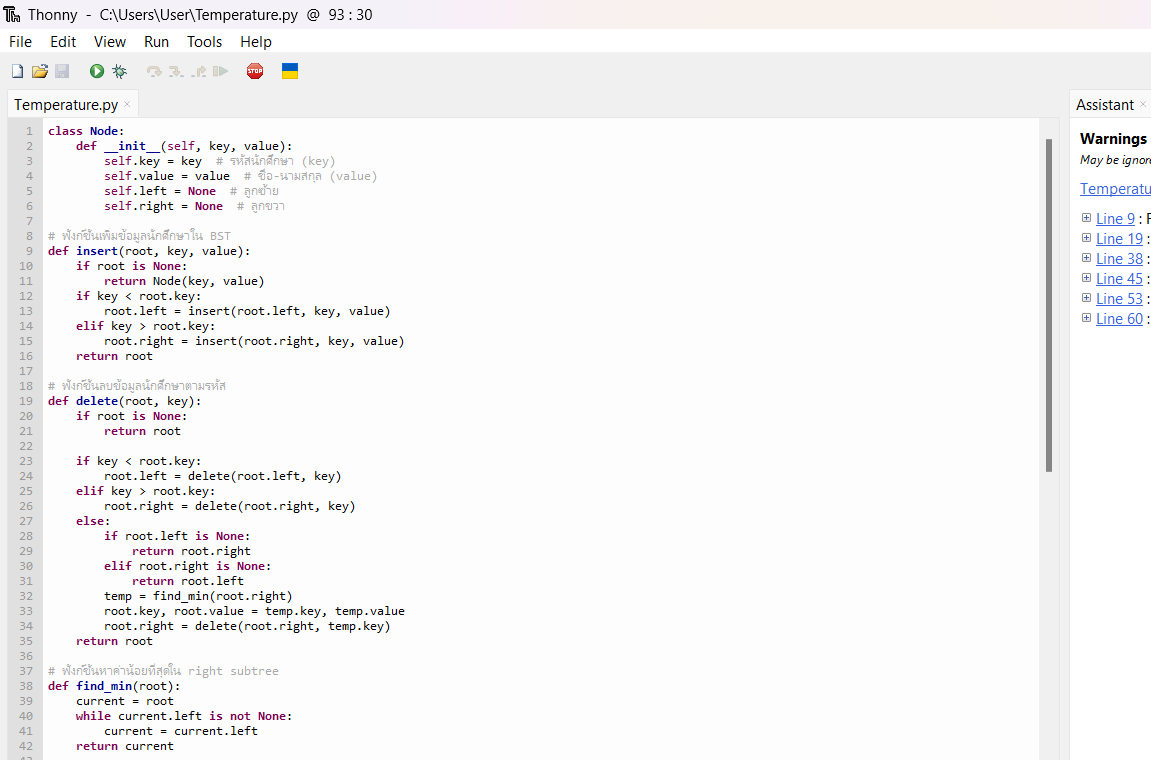 Thonny - C:\Users\User\Temperature.py @ 93 : 30
File Edit View Run Tools Help
STOP
Temperature.py ×
Assistant ×
1 class Node:
2     def __init__(self, key, value):
3         self.key = key  # รหัสนักศึกษา (key)
4         self.value = value  # ชื่อ-นามสกุล (value)
5         self.left = None  # ลูกซ้าย
6         self.right = None  # ลูกขวา
7
8 # ฟังก์ชันเพิ่มข้อมูลนักศึกษาใน BST
9 def insert(root, key, value):
10     if root is None:
11         return Node(key, value)
12     if key < root.key:
13         root.left = insert(root.left, key, value)
14     elif key > root.key:
15         root.right = insert(root.right, key, value)
16     return root
17
18 # ฟังก์ชันลบข้อมูลนักศึกษาตามรหัส
19 def delete(root, key):
20     if root is None:
21         return root
22
23     if key < root.key:
24         root.left = delete(root.left, key)
25     elif key > root.key:
26         root.right = delete(root.right, key)
27     else:
28         if root.left is None:
29             return root.right
30         elif root.right is None:
31             return root.left
32         temp = find_min(root.right)
33         root.key, root.value = temp.key, temp.value
34         root.right = delete(root.right, temp.key)
35     return root
36
37 # ฟังก์ชันหาค่าน้อยที่สุดใน right subtree
38 def find_min(root):
39     current = root
40     while current.left is not None:
41         current = current.left
42     return current
Warnings
May be ignor
Temperatu
Line 9 :
Line 19 :
Line 38 :
Line 45 :
Line 53 :
Line 60 :